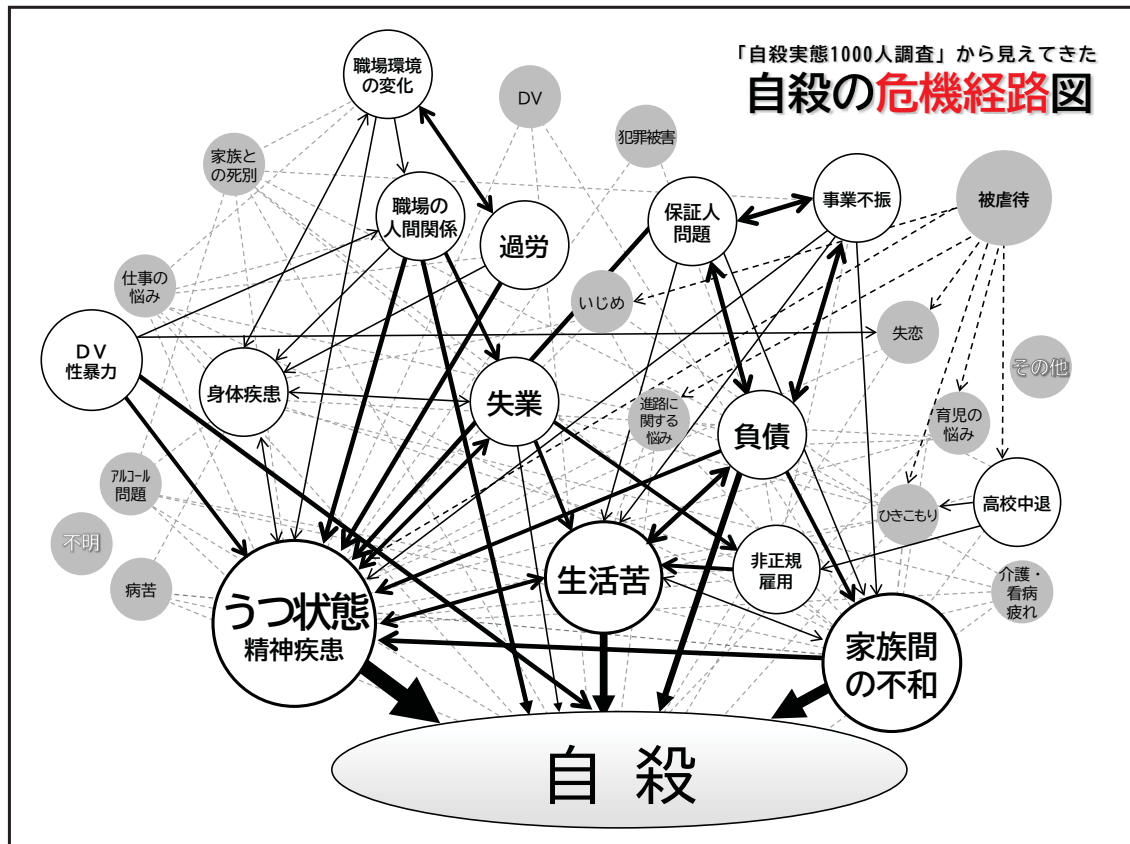 「自殺実態1000人調査」から見えてきた
自殺の危機経路図
職場環境
の変化
DV
犯罪被害
家族と
の死別
職場の
人間関係
過労
保証人
問題
事業不振
被虐待
仕事の
悩み
いじめ
失恋
DV
性暴力
その他
身体疾患
失業
進路に
関する
悩み
負債
育児の
悩み
アルコール
問題
ひきこもり
高校中退
不明
病苦
うつ状態
精神疾患
生活苦
非正規
雇用
介護・
看病
疲れ
家族間
の不和
自殺